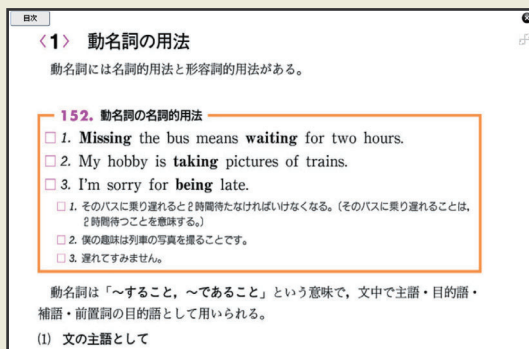 目次
〈1〉 動名詞の用法
動名詞には名詞的用法と形容詞的用法がある。
152. 動名詞の名詞的用法
1. Missing the bus means waiting for two hours.
2. My hobby is taking pictures of trains.
3. I'm sorry for being late.
1. そのバスに乗り遅れると2時間待たなければいけなくなる。(そのバスに乗り遅れることは,
2時間待つことを意味する。)
2. 僕の趣味は列車の写真を撮ることです。
3. 遅れてすみません。
動名詞は「〜すること,〜であること」という意味で,文中で主語・目的語・
補語・前置詞の目的語として用いられる。
(1) 文の主語として